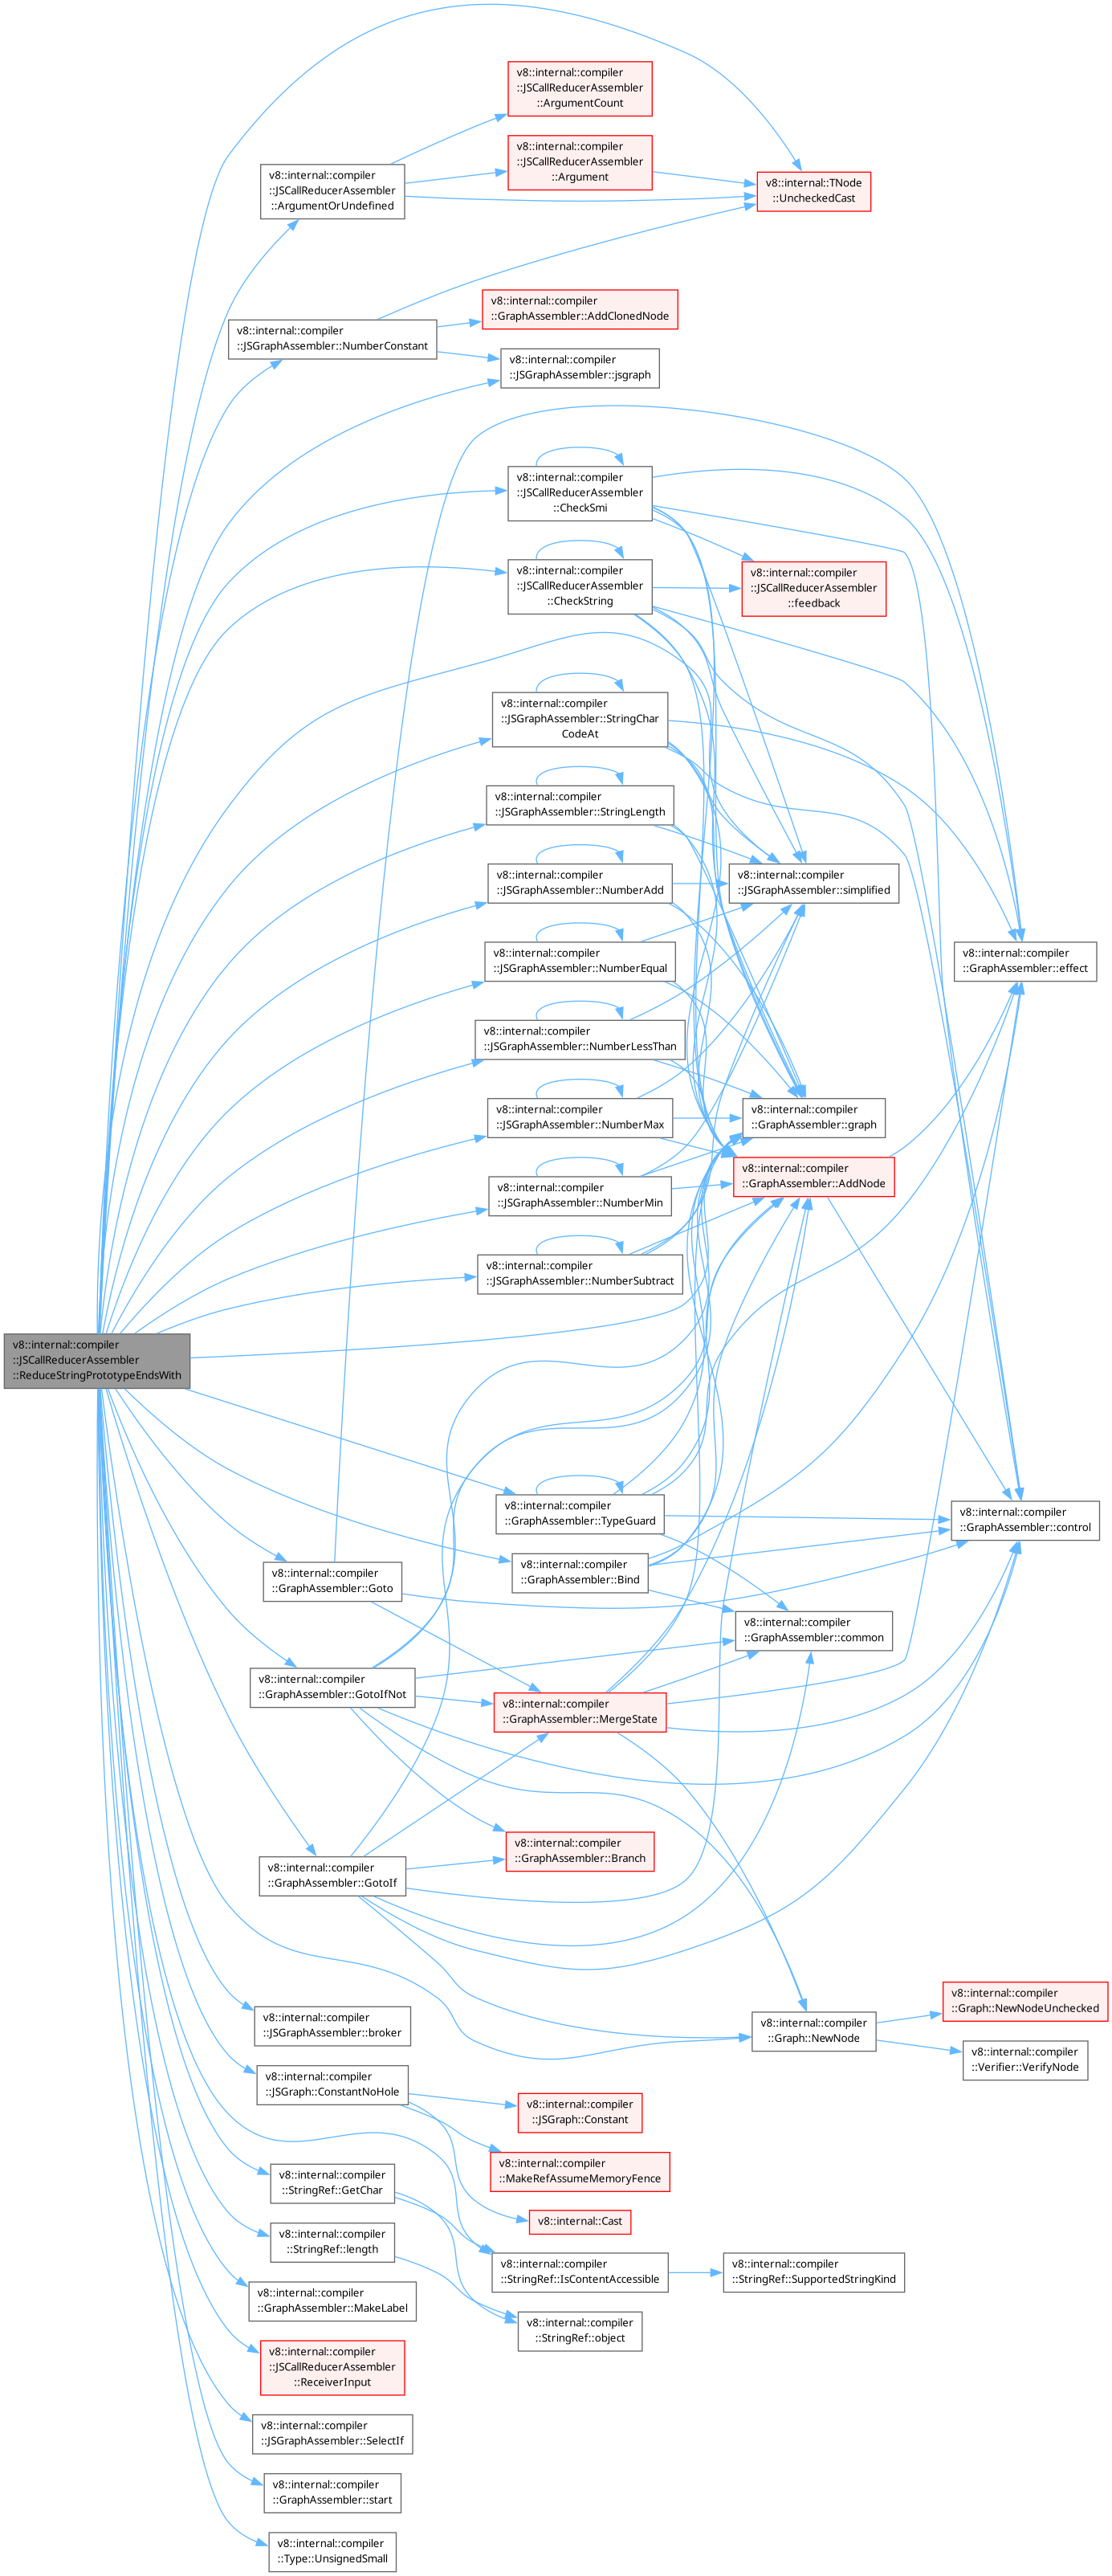 v8::internal::compiler
::JSCallReducerAssembler
::ReduceStringPrototypeEndsWith
v8::internal::compiler
::JSCallReducerAssembler
::ArgumentOrUndefined
v8::internal::compiler
::JSCallReducerAssembler
::ArgumentCount
v8::internal::compiler
::JSCallReducerAssembler
::Argument
v8::internal::TNode
::UncheckedCast
v8::internal::compiler
::JSGraphAssembler::NumberConstant
v8::internal::compiler
::GraphAssembler::AddClonedNode
v8::internal::compiler
::JSGraphAssembler::jsgraph
v8::internal::compiler
::JSCallReducerAssembler
::CheckSmi
v8::internal::compiler
::JSCallReducerAssembler
::CheckString
v8::internal::compiler
::JSCallReducerAssembler
::feedback
v8::internal::compiler
::JSGraphAssembler::StringChar
CodeAt
v8::internal::compiler
::JSGraphAssembler::StringLength
v8::internal::compiler
::JSGraphAssembler::NumberAdd
v8::internal::compiler
::JSGraphAssembler::simplified
v8::internal::compiler
::JSGraphAssembler::NumberEqual
v8::internal::compiler
::GraphAssembler::effect
v8::internal::compiler
::JSGraphAssembler::NumberLessThan
v8::internal::compiler
::JSGraphAssembler::NumberMax
v8::internal::compiler
::GraphAssembler::graph
v8::internal::compiler
::GraphAssembler::AddNode
v8::internal::compiler
::JSGraphAssembler::NumberMin
v8::internal::compiler
::JSGraphAssembler::NumberSubtract
v8::internal::compiler
::GraphAssembler::TypeGuard
v8::internal::compiler
::GraphAssembler::control
v8::internal::compiler
::GraphAssembler::Goto
v8::internal::compiler
::GraphAssembler::Bind
v8::internal::compiler
::GraphAssembler::common
v8::internal::compiler
::GraphAssembler::GotoIfNot
v8::internal::compiler
::GraphAssembler::MergeState
v8::internal::compiler
::GraphAssembler::Branch
v8::internal::compiler
::GraphAssembler::GotoIf
v8::internal::compiler
::JSGraphAssembler::broker
v8::internal::compiler
::Graph::NewNode
v8::internal::compiler
::Graph::NewNodeUnchecked
v8::internal::compiler
::Verifier::VerifyNode
v8::internal::compiler
::JSGraph::ConstantNoHole
v8::internal::compiler
::JSGraph::Constant
v8::internal::compiler
::MakeRefAssumeMemoryFence
v8::internal::Cast
v8::internal::compiler
::StringRef::GetChar
v8::internal::compiler
::StringRef::length
v8::internal::compiler
::StringRef::IsContentAccessible
v8::internal::compiler
::StringRef::SupportedStringKind
v8::internal::compiler
::StringRef::object
v8::internal::compiler
::GraphAssembler::MakeLabel
v8::internal::compiler
::JSCallReducerAssembler
::ReceiverInput
v8::internal::compiler
::JSGraphAssembler::SelectIf
v8::internal::compiler
::GraphAssembler::start
v8::internal::compiler
::Type::UnsignedSmall